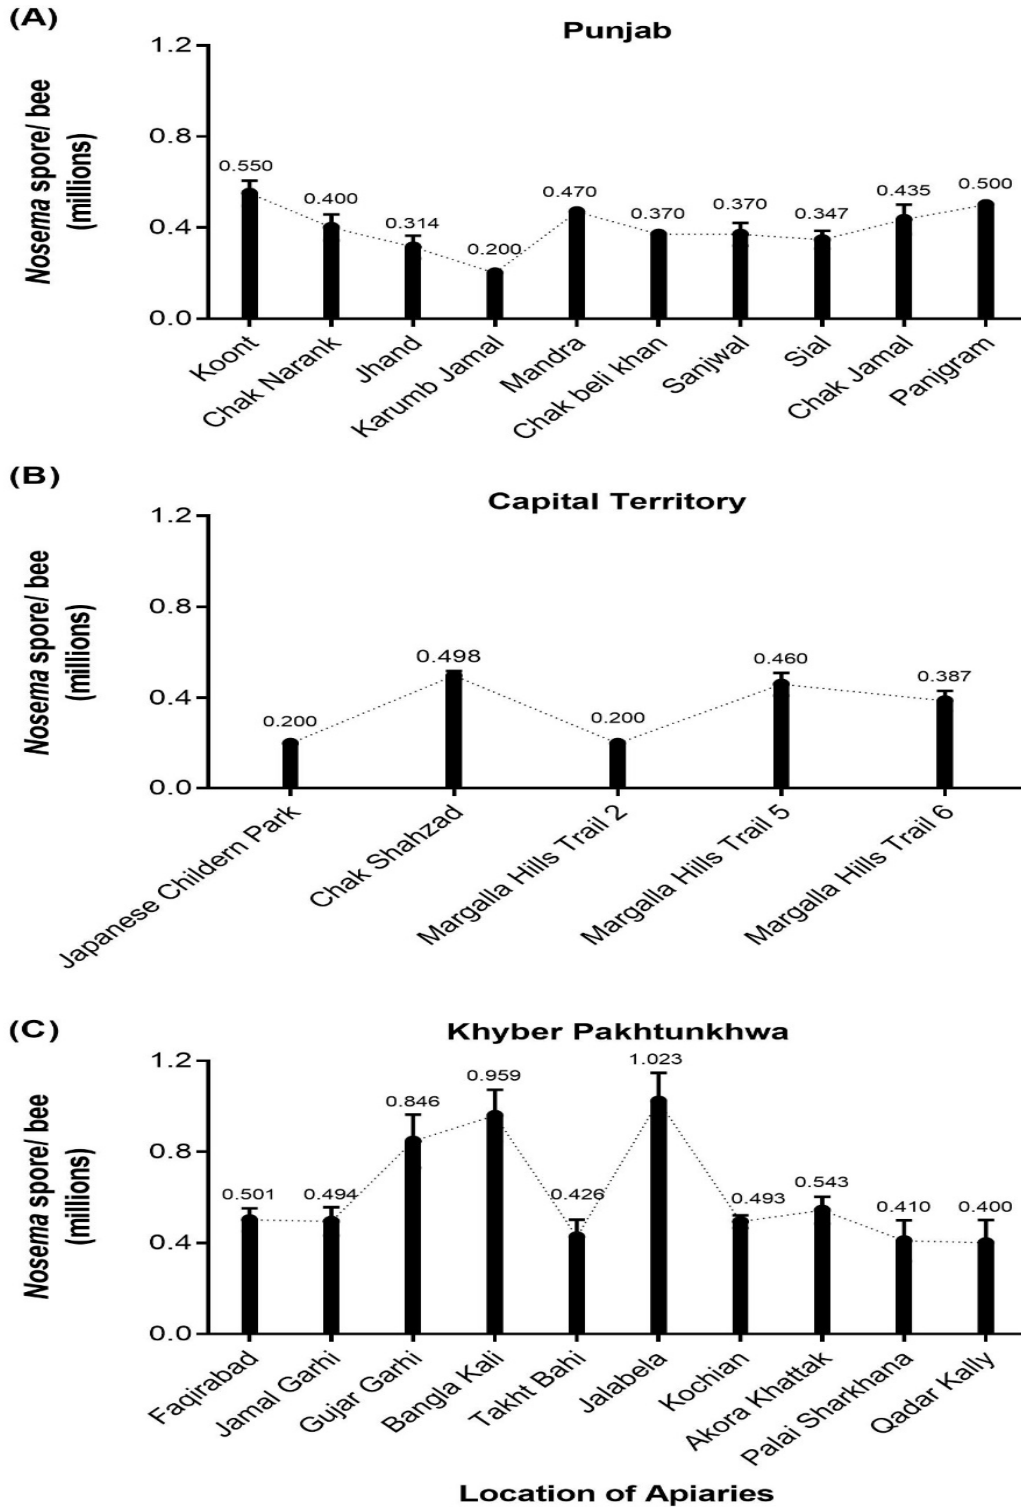 (A)
Punjab
Nosema spore/ bee
(millions)
1.2
0.8
0.4
0.0
0.550
0.400
0.314
0.200
0.470
0.370
0.370
0.347
0.435
0.500
Koont
Chak Narank
Jhand
Karumb Jamal
Mandra
Chak beli khan
Sanjwal
Sial
Chak Jamal
Panjgram
(B)
Capital Territory
Nosema spore/ bee
(millions)
1.2
0.8
0.4
0.0
0.200
0.498
0.200
0.460
0.387
Japanese Childern Park
Chak Shahzad
Margalla Hills Trail 2
Margalla Hills Trail 5
Margalla Hills Trail 6
(C)
Khyber Pakhtunkhwa
Nosema spore/ bee
(millions)
1.2
0.8
0.4
0.0
0.501
0.494
0.846
0.959
0.426
1.023
0.493
0.543
0.410
0.400
Faqirabad
Jamal Garhi
Gujar Garhi
Bangla Kali
Takht Bahi
Jalabela
Kochian
Akora Khattak
Palai Sharkhana
Qadar Kally
Location of Apiaries